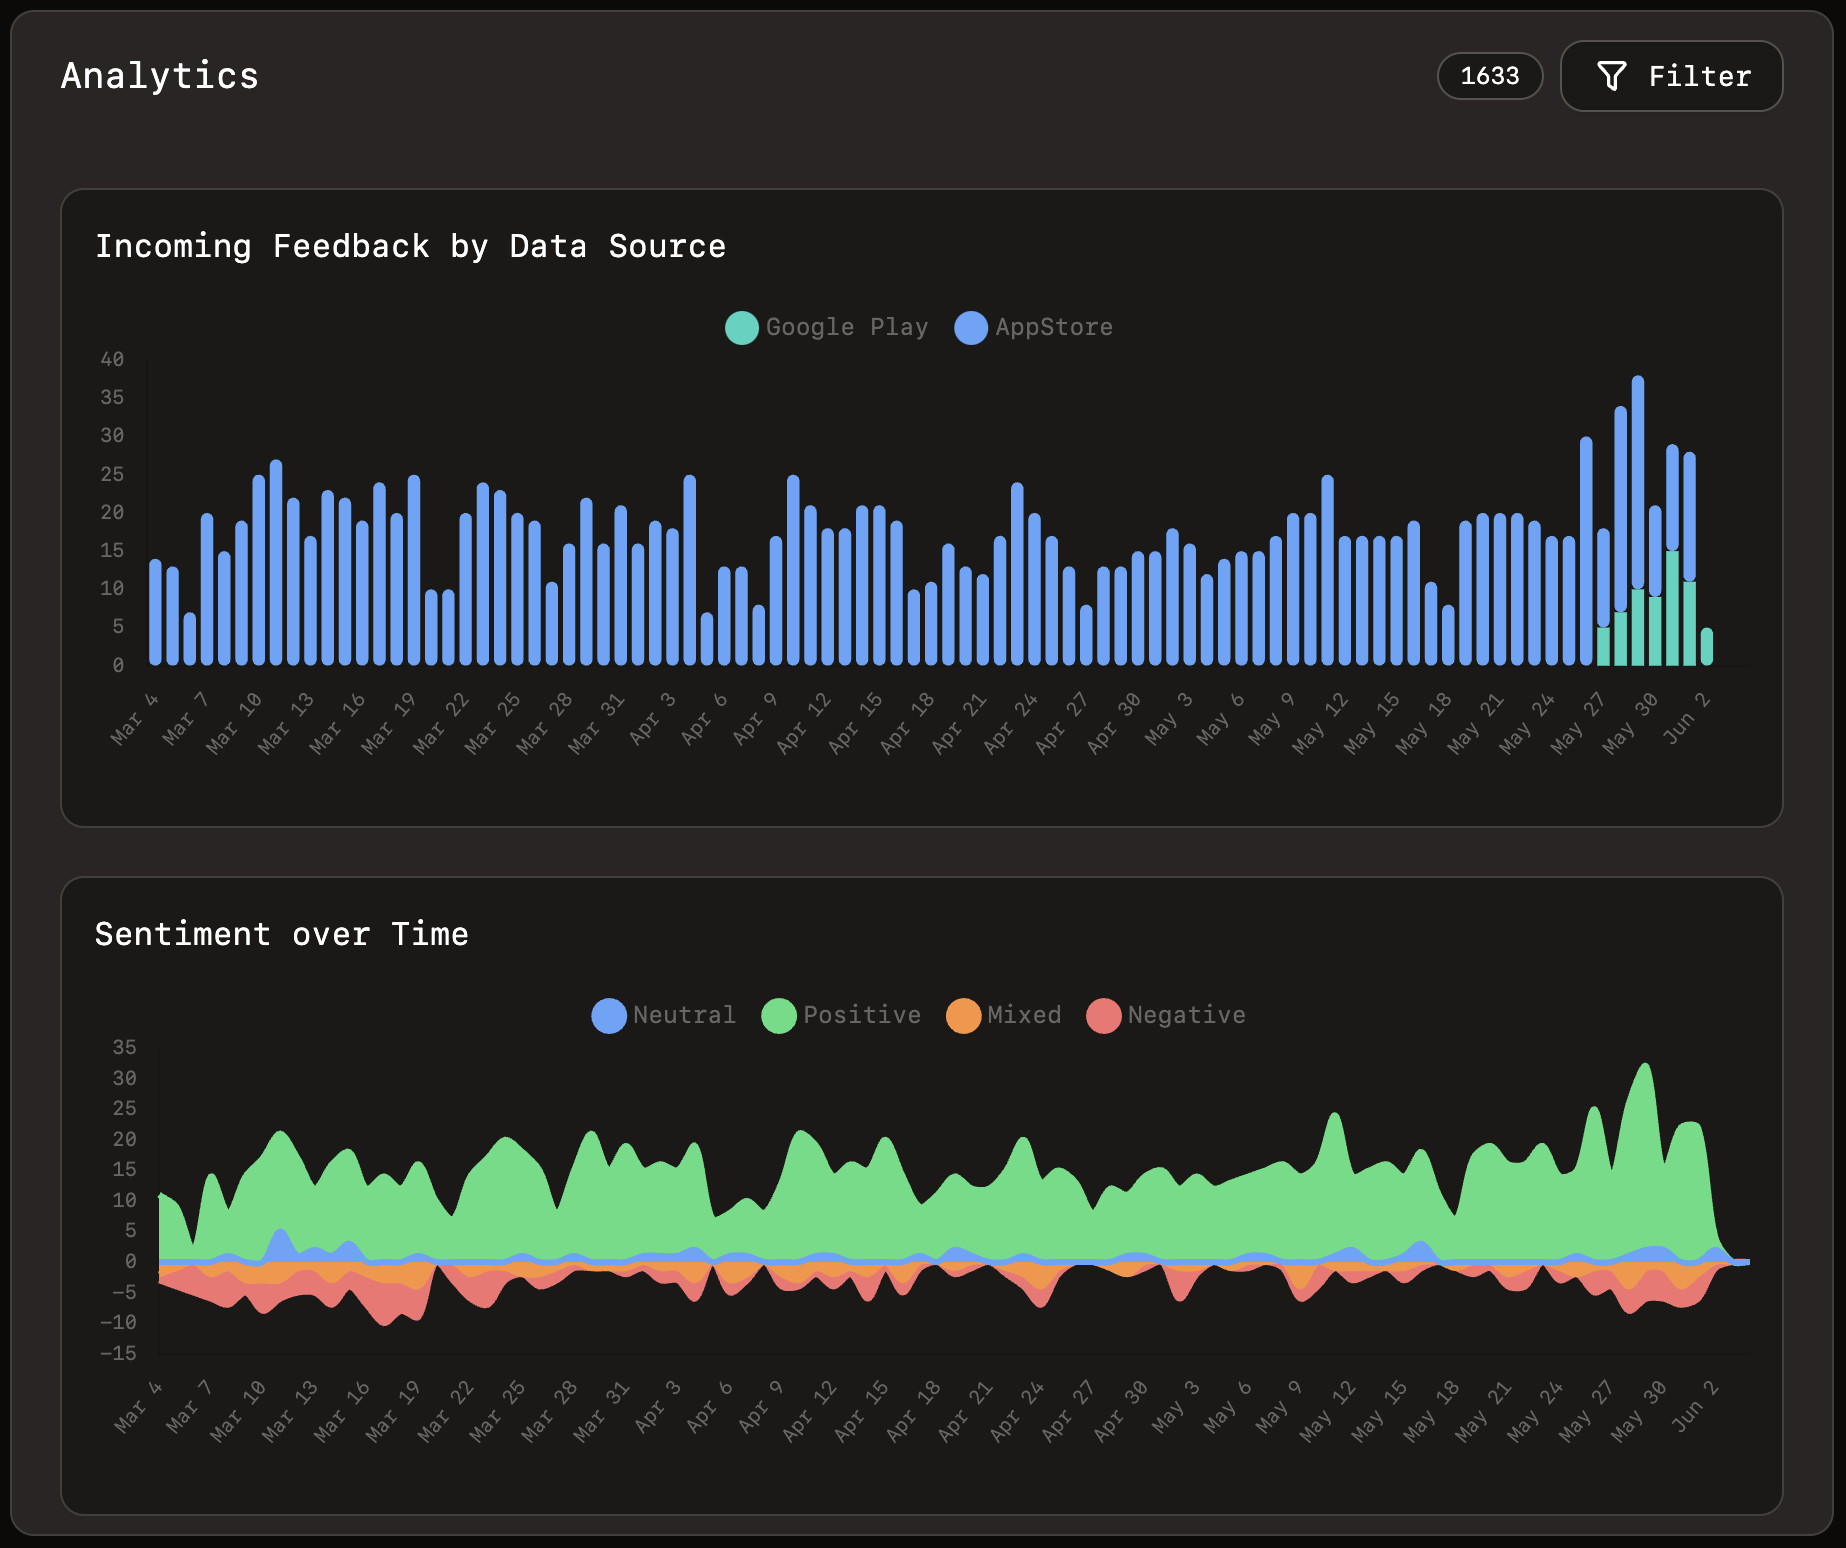 Analytics
1633
Filter
Incoming Feedback by Data Source
Google Play
AppStore
40
35
30
25
20
15
10
5
0
Mar 4
Mar 7
Mar 10
Mar 13
Mar 16
Mar 19
Mar 22
Mar 25
Mar 28
Mar 31
Apr 3
Apr 6
Apr 9
Apr 12
Apr 15
Apr 18
Apr 21
Apr 24
Apr 27
Apr 30
May 3
May 6
May 9
May 12
May 15
May 18
May 21
May 24
May 27
May 30
Jun 2
Sentiment over Time
Neutral
Positive
Mixed
Negative
35
30
25
20
15
10
5
0
−5
−10
−15
Mar 4
Mar 7
Mar 10
Mar 13
Mar 16
Mar 19
Mar 22
Mar 25
Mar 28
Mar 31
Apr 3
Apr 6
Apr 9
Apr 12
Apr 15
Apr 18
Apr 21
Apr 24
Apr 27
Apr 30
May 3
May 6
May 9
May 12
May 15
May 18
May 21
May 24
May 27
May 30
Jun 2